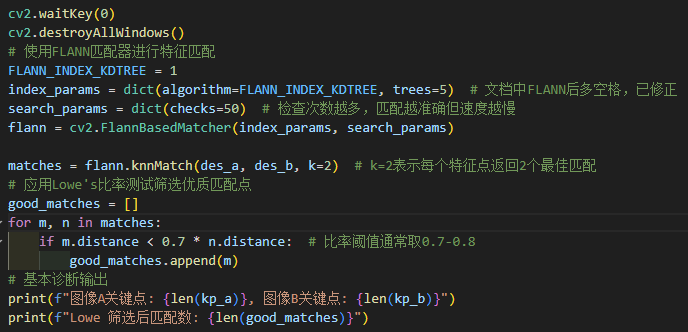 cv2.waitKey(0)
cv2.destroyAllWindows()
# 使用FLANN匹配器进行特征匹配
FLANN_INDEX_KDTREE = 1
index_params = dict(algorithm=FLANN_INDEX_KDTREE, trees=5)  # 文档中FLANN后多空格，已修正
search_params = dict(checks=50)  # 检查次数越多，匹配越准确但速度越慢
flann = cv2.FlannBasedMatcher(index_params, search_params)

matches = flann.knnMatch(des_a, des_b, k=2)  # k=2表示每个特征点返回2个最佳匹配
# 应用Lowe's比率测试筛选优质匹配点
good_matches = []
for m, n in matches:
    if m.distance < 0.7 * n.distance:  # 比率阈值通常取0.7-0.8
        good_matches.append(m)
# 基本诊断输出
print(f"图像A关键点: {len(kp_a)}, 图像B关键点: {len(kp_b)}")
print(f"Lowe 筛选后匹配数: {len(good_matches)}")